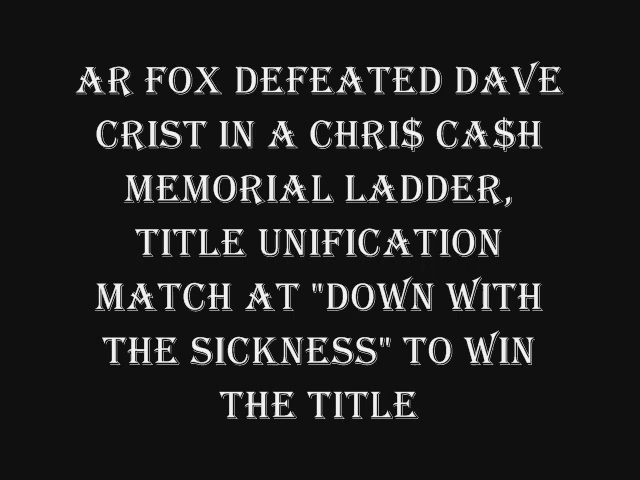 AR FOX DEFEATED DAVE
CRIST IN A CHRI$ CA$H
MEMORIAL LADDER,
TITLE UNIFICATION
MATCH AT "DOWN WITH
THE SICKNESS" TO WIN
THE TITLE